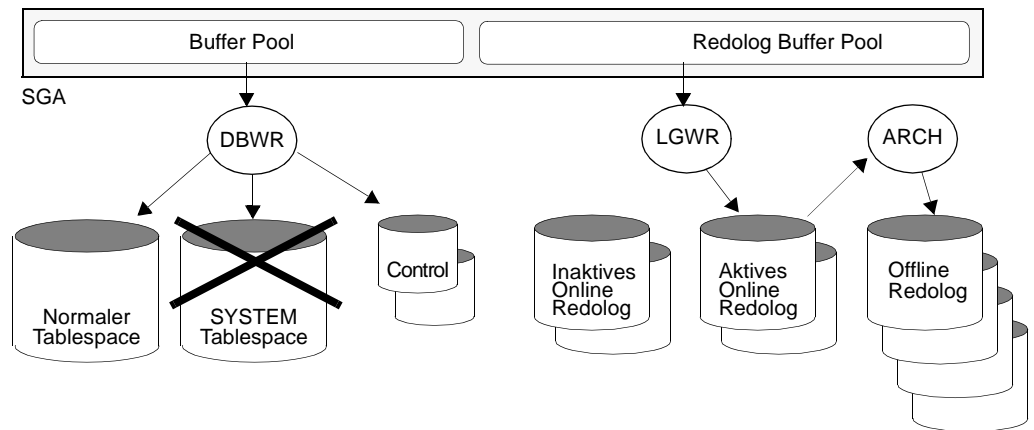 Buffer Pool
Redolog Buffer Pool
SGA
DBWR
LGWR
ARCH
Normaler
Tablespace
SYSTEM
Tablespace
Control
Inaktives
Online
Redolog
Aktives
Online
Redolog
Offline
Redolog